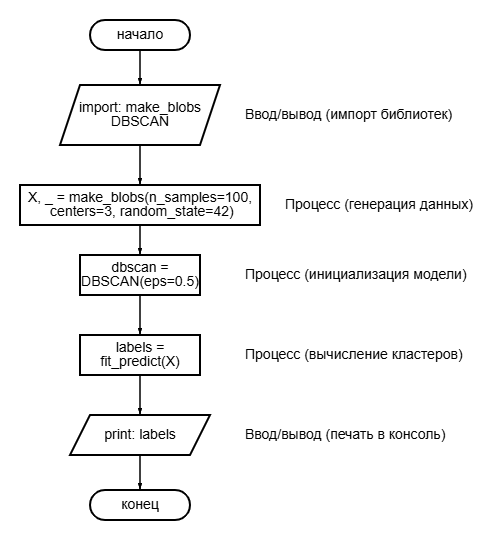 начало
import: make_blobs
DBSCAN
Ввод/вывод (импорт библиотек)
X, _ = make_blobs(n_samples=100,
centers=3, random_state=42)
Процесс (генерация данных)
dbscan =
DBSCAN(eps=0.5)
Процесс (инициализация модели)
labels =
fit_predict(X)
Процесс (вычисление кластеров)
print: labels
Ввод/вывод (печать в консоль)
конец